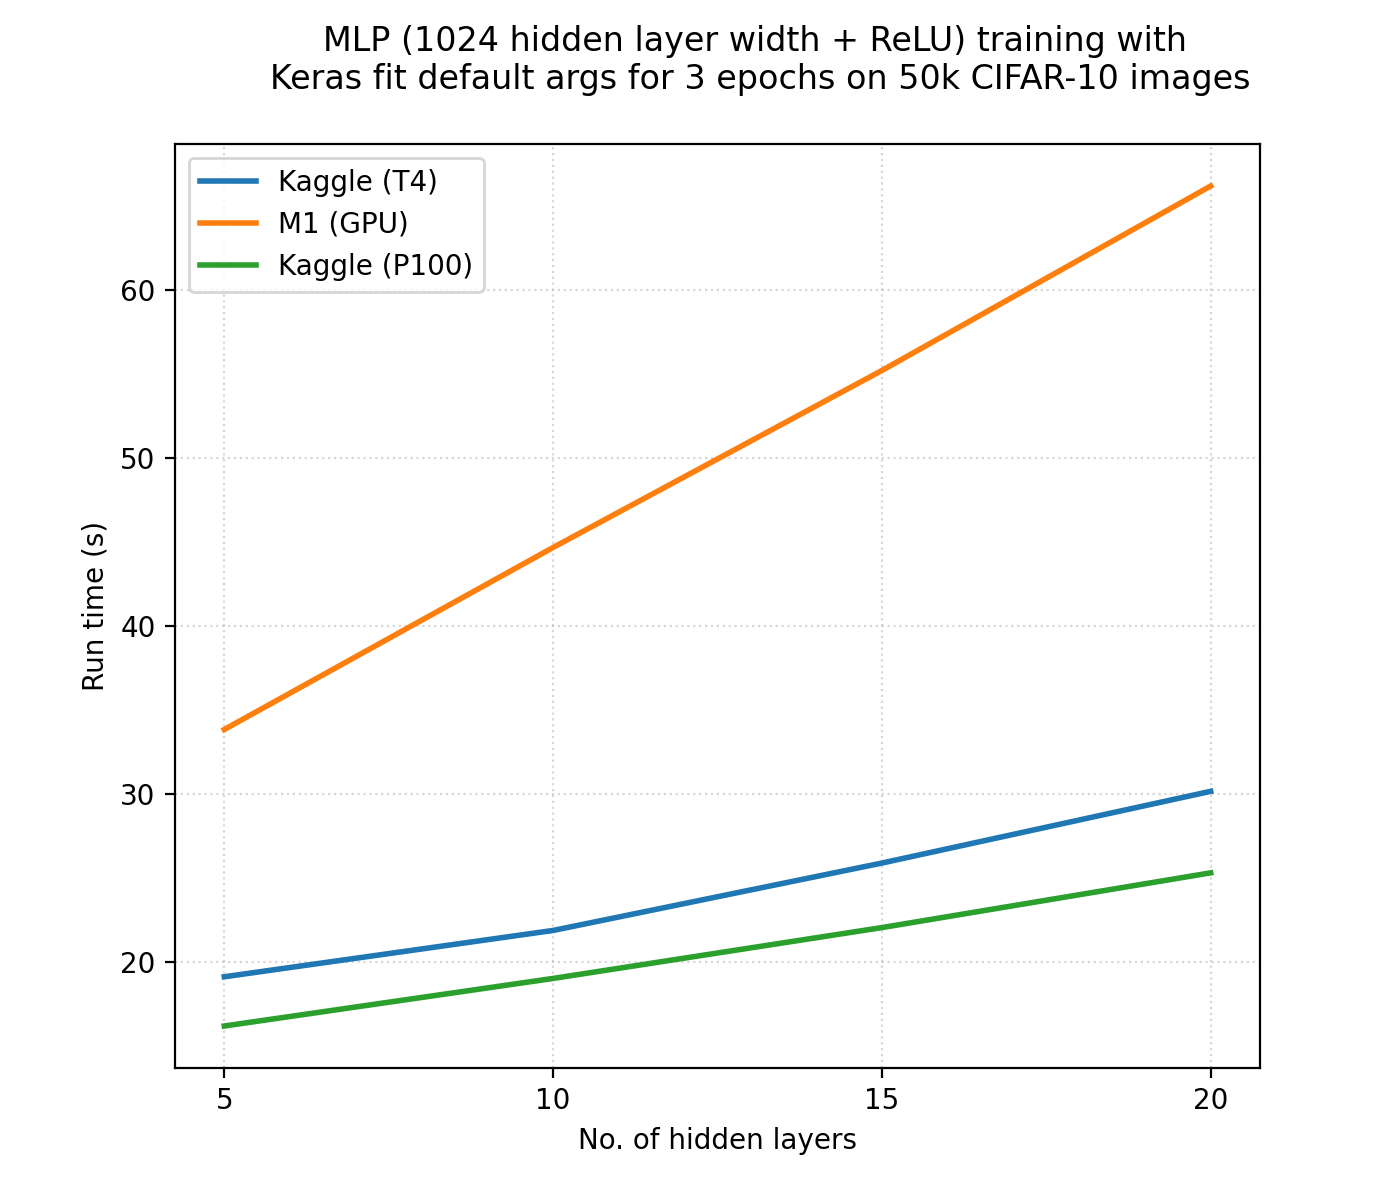 MLP (1024 hidden layer width + ReLU) training with
Keras fit default args for 3 epochs on 50k CIFAR-10 images
Kaggle (T4)
M1 (GPU)
Kaggle (P100)
60
50
40
30
20
Run time (s)
5 10 15 20
No. of hidden layers